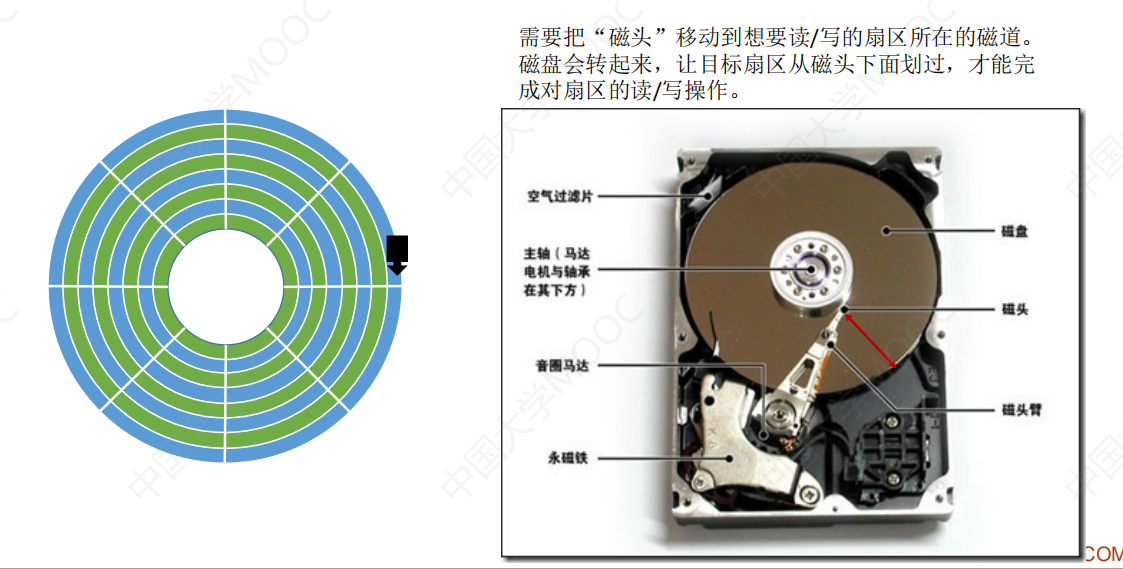 需要把“磁头”移动到想要读/写的扇区所在的磁道。
磁盘会转起来，让目标扇区从磁头下面划过，才能完
成对扇区的读/写操作。
空气过滤片
主轴（马达
电机与轴承
在其下方）
音圈马达
永磁铁
磁盘
磁头
磁头臂
中国大学MOOC
COM